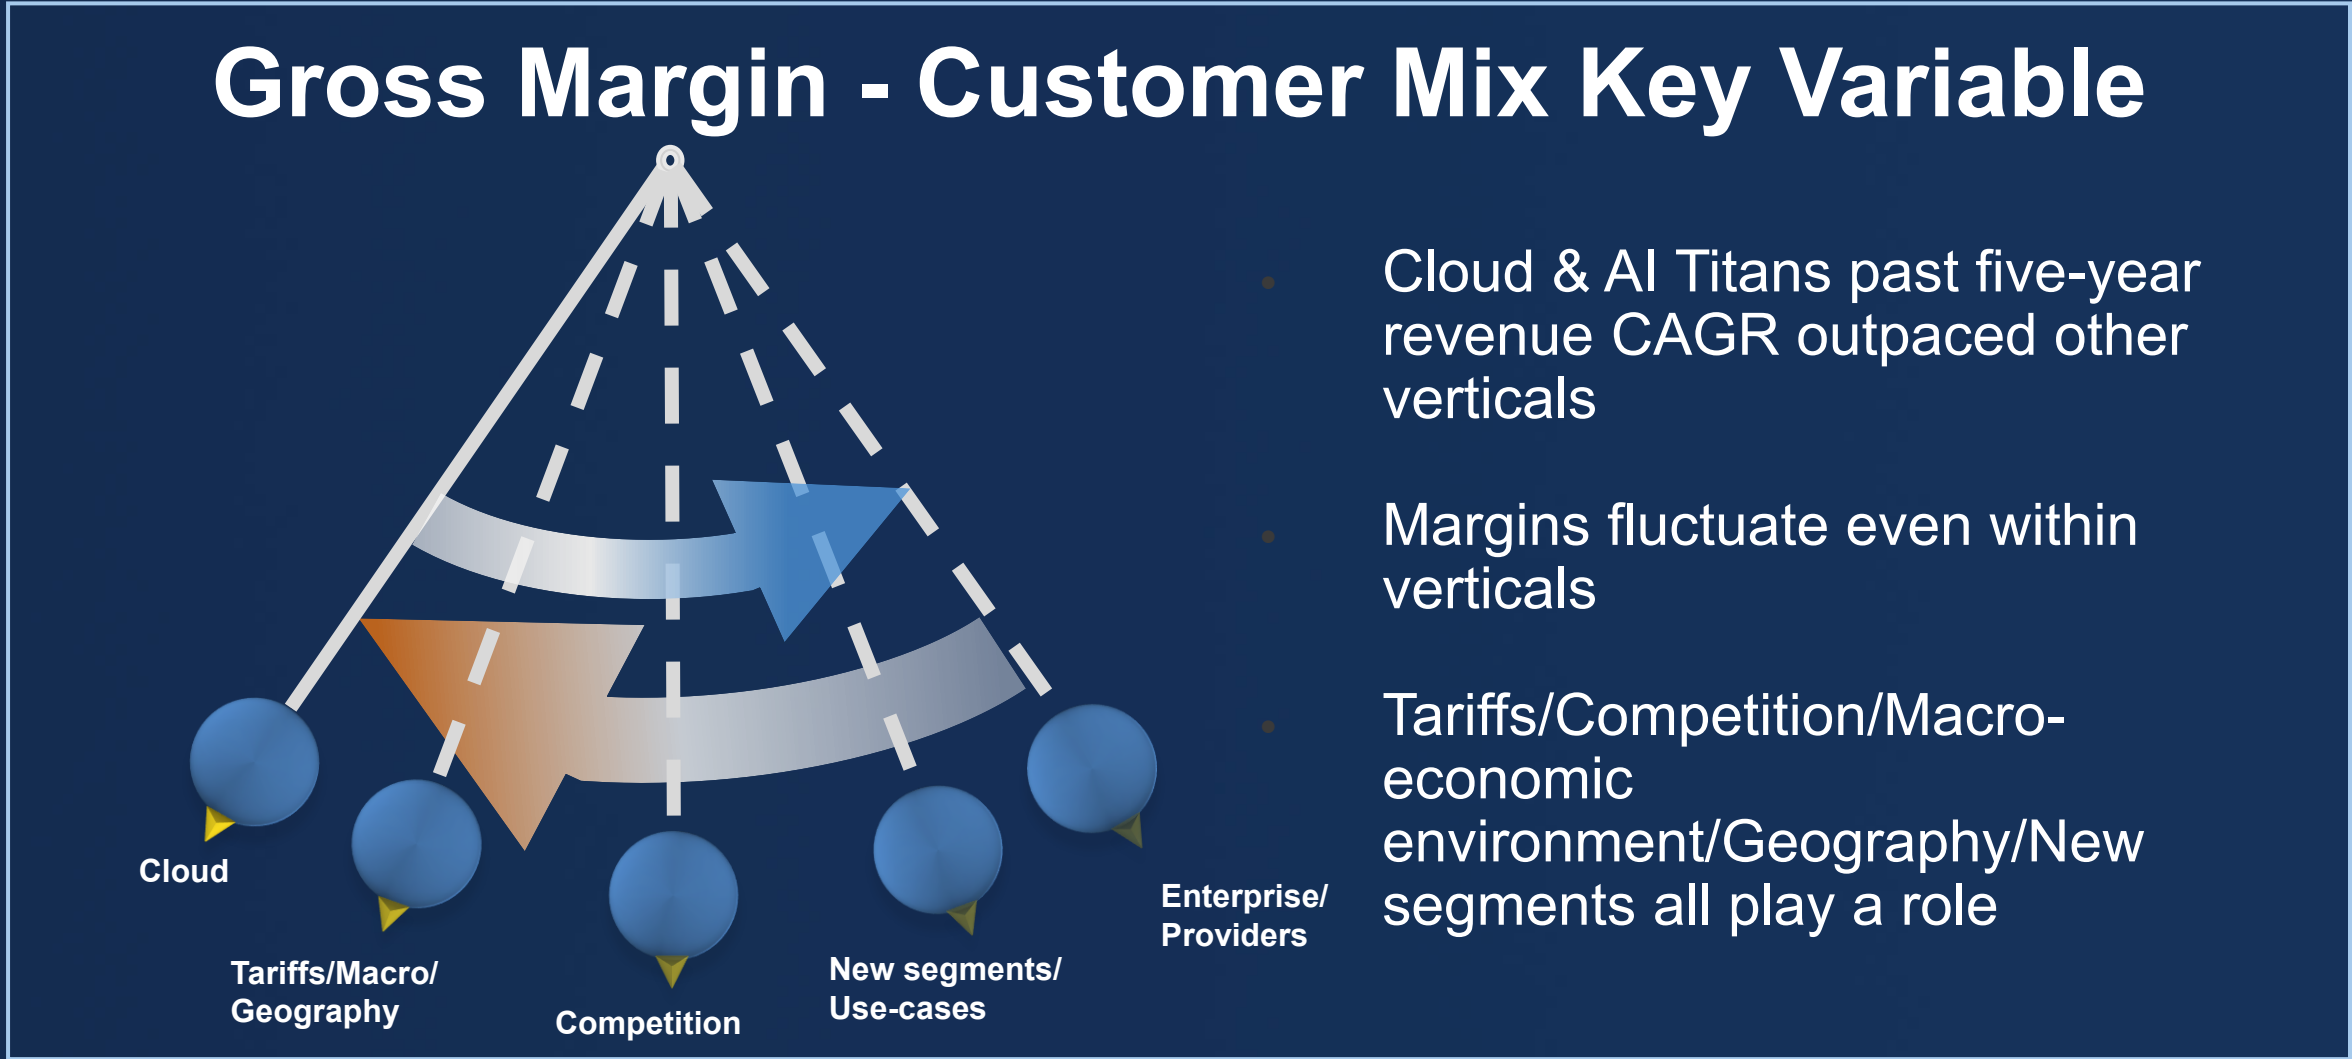 Gross Margin - Customer Mix Key Variable
Cloud
Tariffs/Macro/
Geography
Competition
New segments/
Use-cases
Enterprise/
Providers
Cloud & AI Titans past five-year
revenue CAGR outpaced other
verticals
Margins fluctuate even within
verticals
Tariffs/Competition/Macro-
economic
environment/Geography/New
segments all play a role